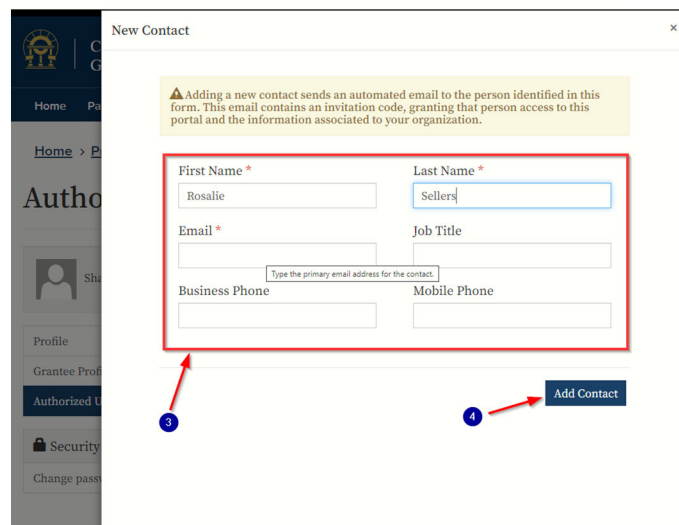 New Contact
×
C
G
Home Pa
Home > P
Autho
Sha
Profile
Grantee Profi
Authorized U
Security
Change passw
Adding a new contact sends an automated email to the person identified in this
form. This email contains an invitation code, granting that person access to this
portal and the information associated to your organization.
First Name * Last Name *
Rosalie Sellers
Email * Job Title
Type the primary email address for the contact.
Business Phone Mobile Phone
Add Contact
3
4